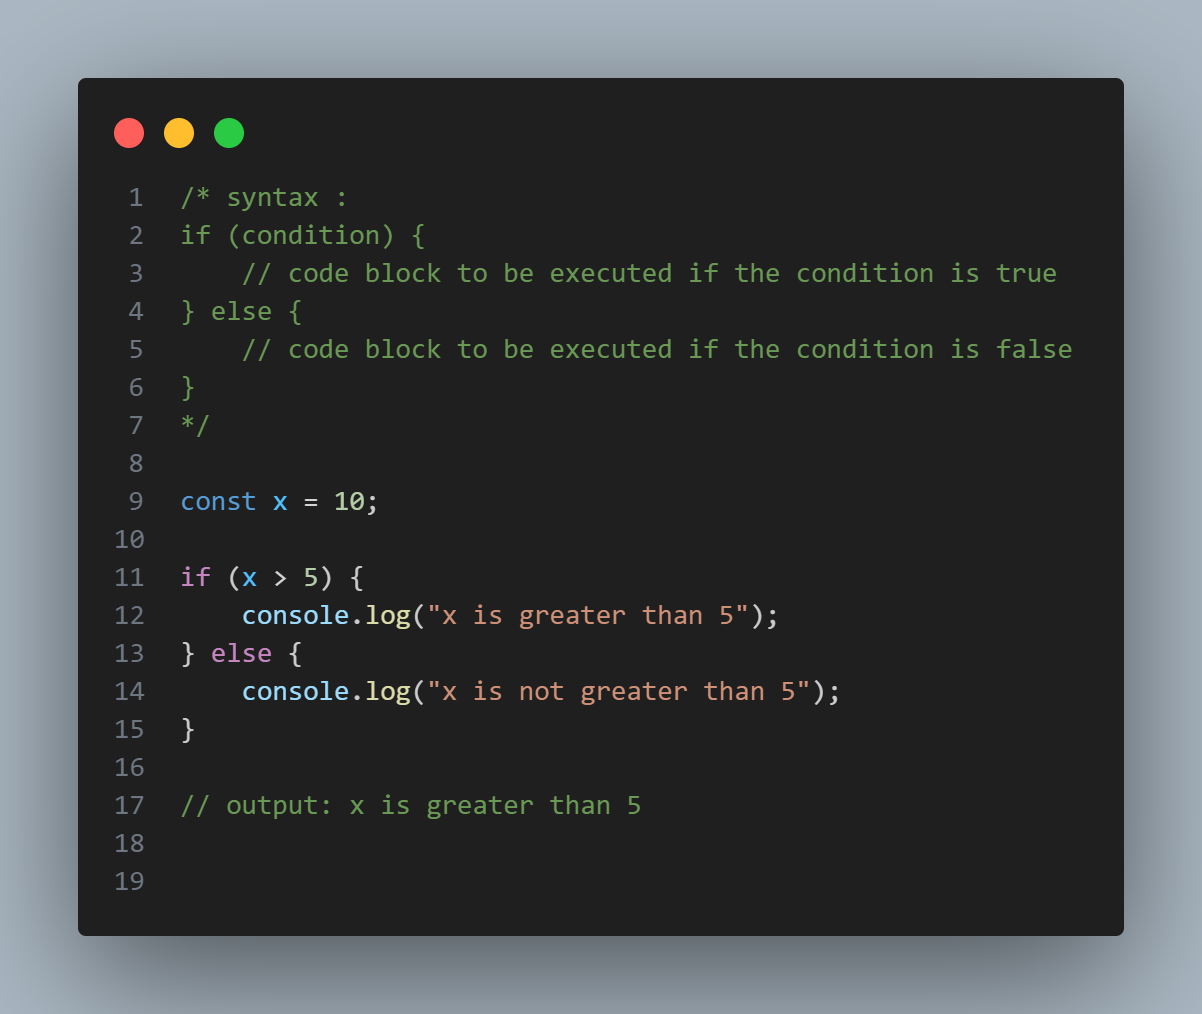 1 /* syntax :
2 if (condition) {
3     // code block to be executed if the condition is true
4 } else {
5     // code block to be executed if the condition is false
6 }
7 */
8
9 const x = 10;
10
11 if (x > 5) {
12     console.log("x is greater than 5");
13 } else {
14     console.log("x is not greater than 5");
15 }
16
17 // output: x is greater than 5
18
19